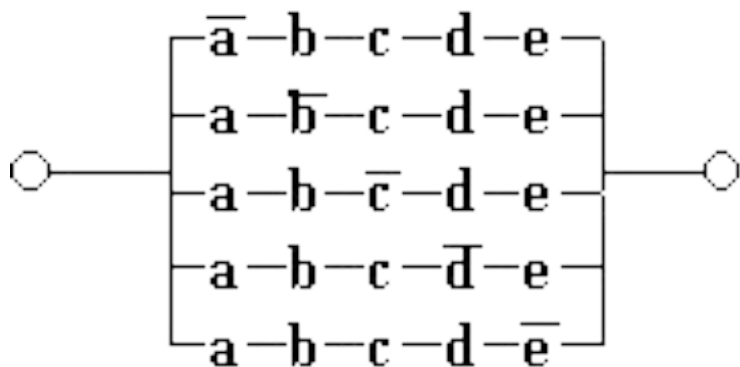 a̅ b c d e
a b̅ c d e
a b c̅ d e
a b c d̅ e
a b c d e̅